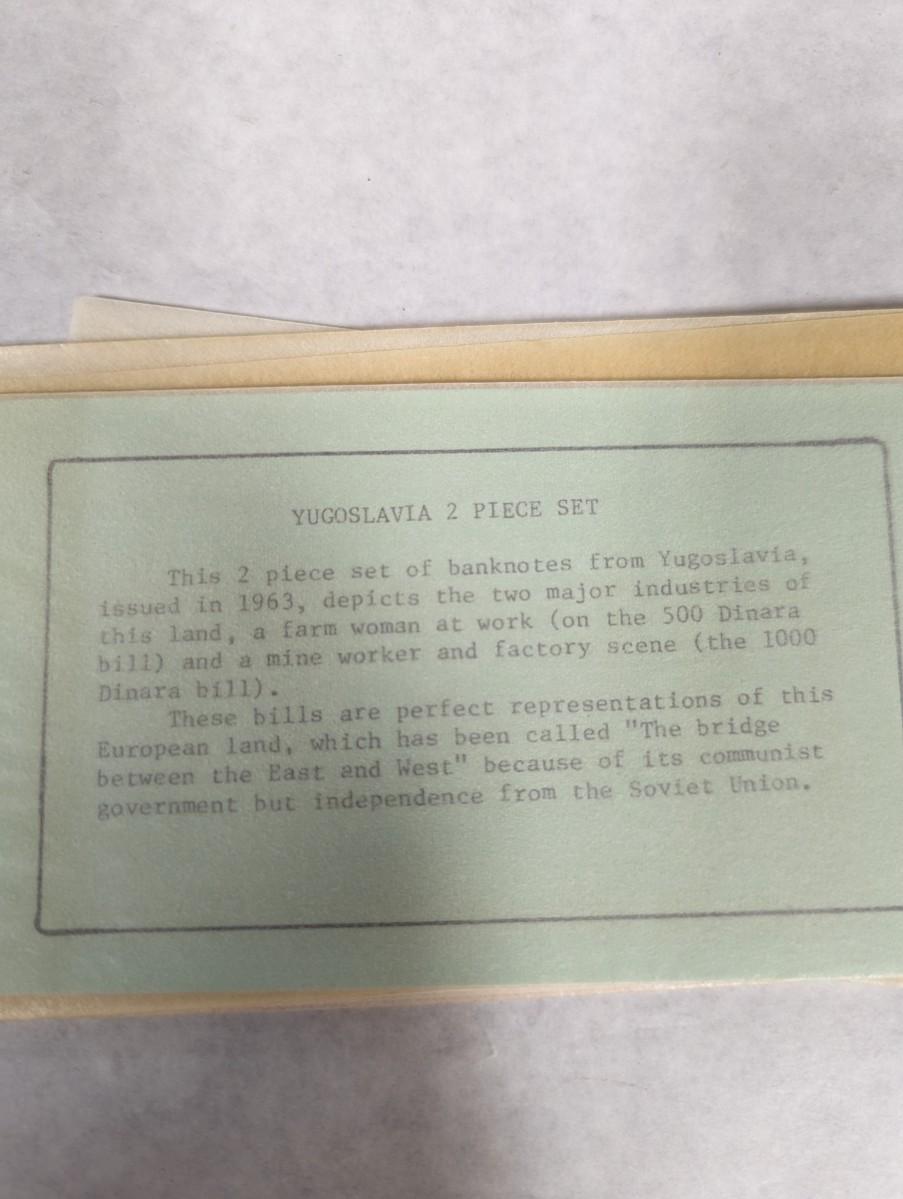 YUGOSLAVIA 2 PIECE SET
This 2 piece set of banknotes from Yugoslavia,
issued in 1963, depicts the two major industries of
this land, a farm woman at work (on the 500 Dinara
bill) and a mine worker and factory scene (the 1000
Dinara bill).
These bills are perfect representations of this
European land, which has been called "The bridge
between the East and West" because of its communist
government but independence from the Soviet Union.